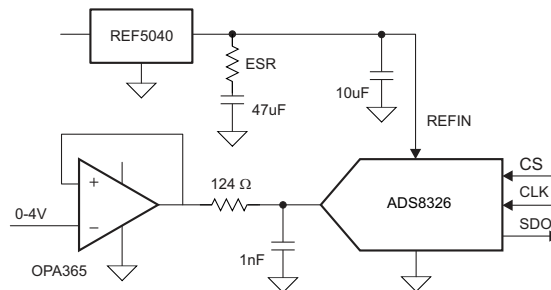 REF5040
ESR
47uF
10uF
REFIN
+
0-4V
−
OPA365
124 Ω
1nF
ADS8326
CS
CLK
SDO